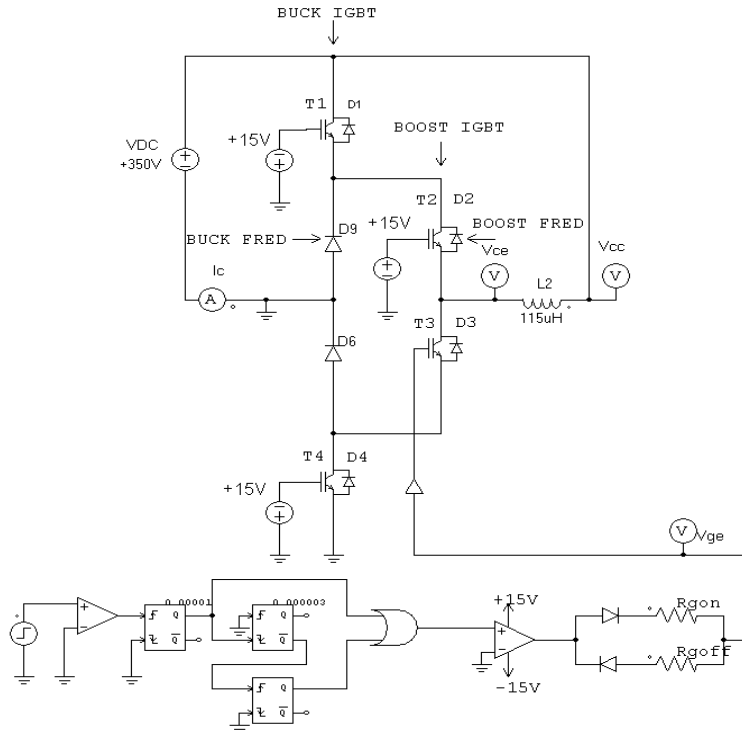 BUCK IGBT
T1 D1
BOOST IGBT
VDC
+350V
+15V
T2 D2
D9
+15V
BUCK FRED
BOOST FRED
Vce
Vcc
Ic
A
V
V
L2
115uH
T3 D3
D6
T4 D4
+15V
V
Vge
0.00001
0.000003
Q
Q
Q
Q
Q
Q
+15V
-15V
Rgon
Rgoff